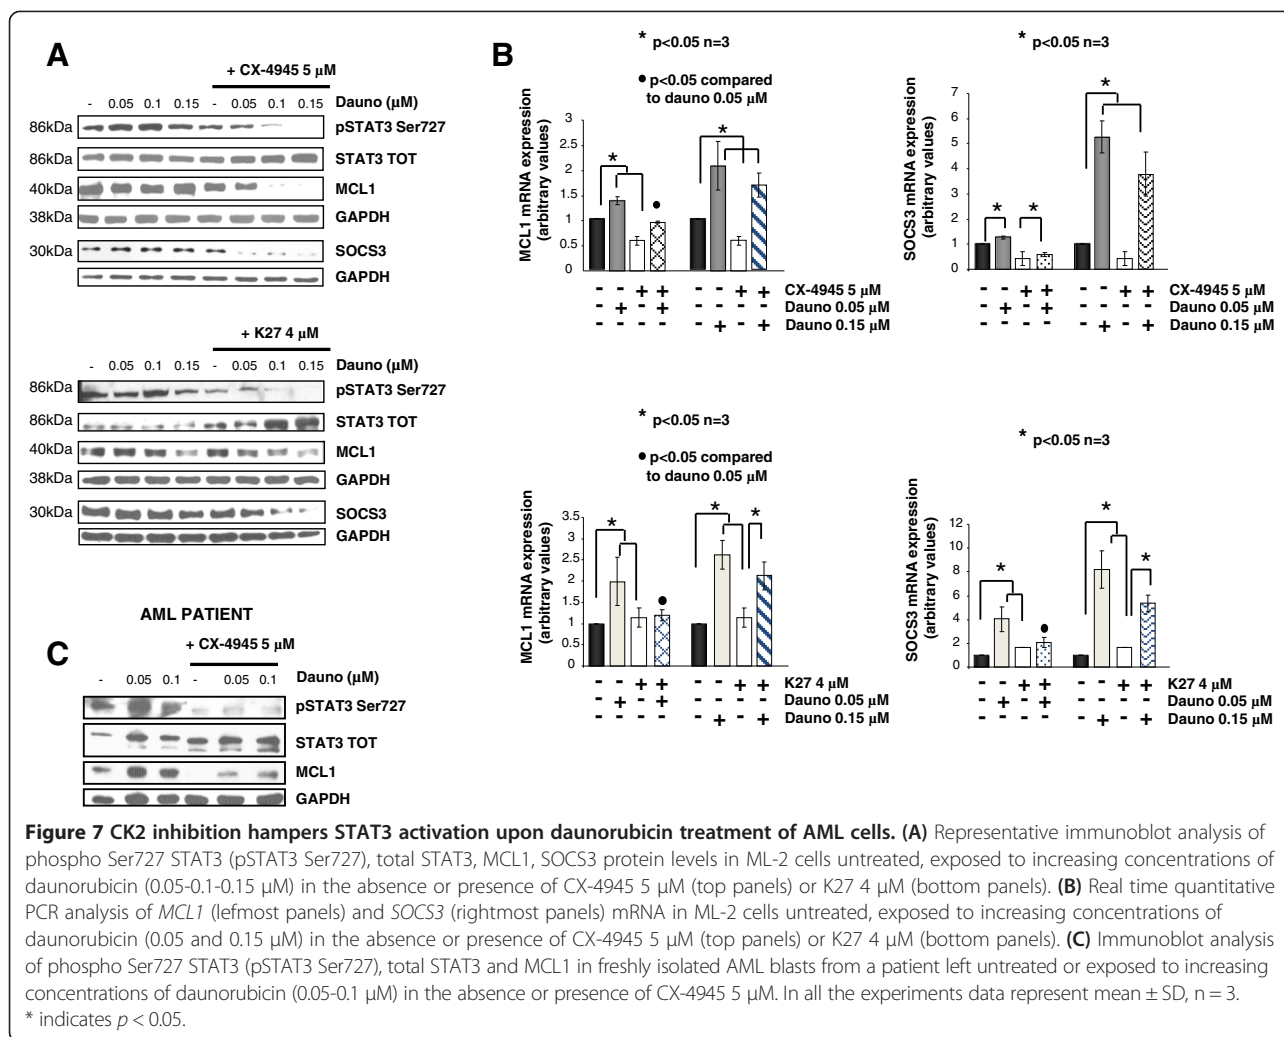 A
+ CX-4945 5 µM
- 0.05 0.1 0.15 - 0.05 0.1 0.15 Dauno (µM)
86kDa pSTAT3 Ser727
86kDa STAT3 TOT
40kDa MCL1
38kDa GAPDH
30kDa SOCS3
GAPDH
+ K27 4 µM
- 0.05 0.1 0.15 - 0.05 0.1 0.15 Dauno (µM)
86kDa pSTAT3 Ser727
86kDa STAT3 TOT
40kDa MCL1
38kDa GAPDH
30kDa SOCS3
GAPDH
B
* p<0.05 n=3
● p<0.05 compared
to dauno 0.05 µM
MCL1 mRNA expression
(arbitrary values)
3
2.5
2
1.5
1
0.5
0
* ● *
- - + + - - + + CX-4945 5 µM
- + - + - - - - Dauno 0.05 µM
- - - - - + - + Dauno 0.15 µM
* p<0.05 n=3
SOCS3 mRNA expression
(arbitrary values)
7
6
5
4
3
2
1
0
* * *
- - + + - - + + CX-4945 5 µM
- + - + - - - - Dauno 0.05 µM
- - - - - + - + Dauno 0.15 µM
* p<0.05 n=3
● p<0.05 compared
to dauno 0.05 µM
MCL1 mRNA expression
(arbitrary values)
3.5
3
2.5
2
1.5
1
0.5
0
* ● * *
- - + + - - + + K27 4 µM
- + - + - - - - Dauno 0.05 µM
- - - - - + - + Dauno 0.15 µM
* p<0.05 n=3
SOCS3 mRNA expression
(arbitrary values)
12
10
8
6
4
2
0
* ● * *
- - + + - - + + K27 4 µM
- + - + - - - - Dauno 0.05 µM
- - - - - + - + Dauno 0.15 µM
AML PATIENT
C
+ CX-4945 5 µM
- 0.05 0.1 - 0.05 0.1 Dauno (µM)
pSTAT3 Ser727
STAT3 TOT
MCL1
GAPDH
Figure 7 CK2 inhibition hampers STAT3 activation upon daunorubicin treatment of AML cells. (A) Representative immunoblot analysis of
phospho Ser727 STAT3 (pSTAT3 Ser727), total STAT3, MCL1, SOCS3 protein levels in ML-2 cells untreated, exposed to increasing concentrations of
daunorubicin (0.05-0.1-0.15 µM) in the absence or presence of CX-4945 5 µM (top panels) or K27 4 µM (bottom panels). (B) Real time quantitative
PCR analysis of MCL1 (leftmost panels) and SOCS3 (rightmost panels) mRNA in ML-2 cells untreated, exposed to increasing concentrations of
daunorubicin (0.05 and 0.15 µM) in the absence or presence of CX-4945 5 µM (top panels) or K27 4 µM (bottom panels). (C) Immunoblot analysis
of phospho Ser727 STAT3 (pSTAT3 Ser727), total STAT3 and MCL1 in freshly isolated AML blasts from a patient left untreated or exposed to increasing
concentrations of daunorubicin (0.05-0.1 µM) in the absence or presence of CX-4945 5 µM. In all the experiments data represent mean ± SD, n = 3.
* indicates p < 0.05.